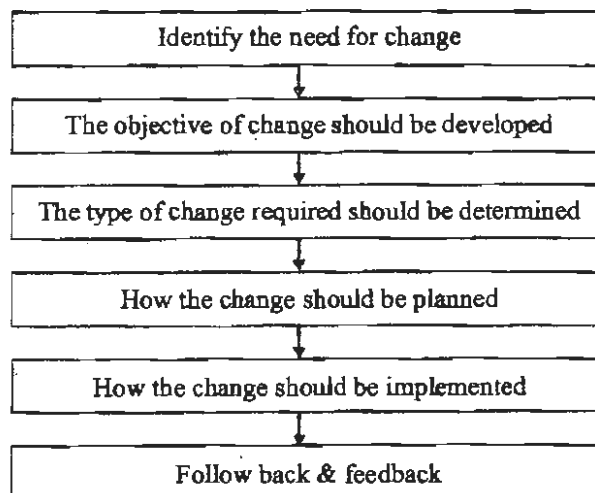 Identify the need for change
The objective of change should be developed
The type of change required should be determined
How the change should be planned
How the change should be implemented
Follow back & feedback